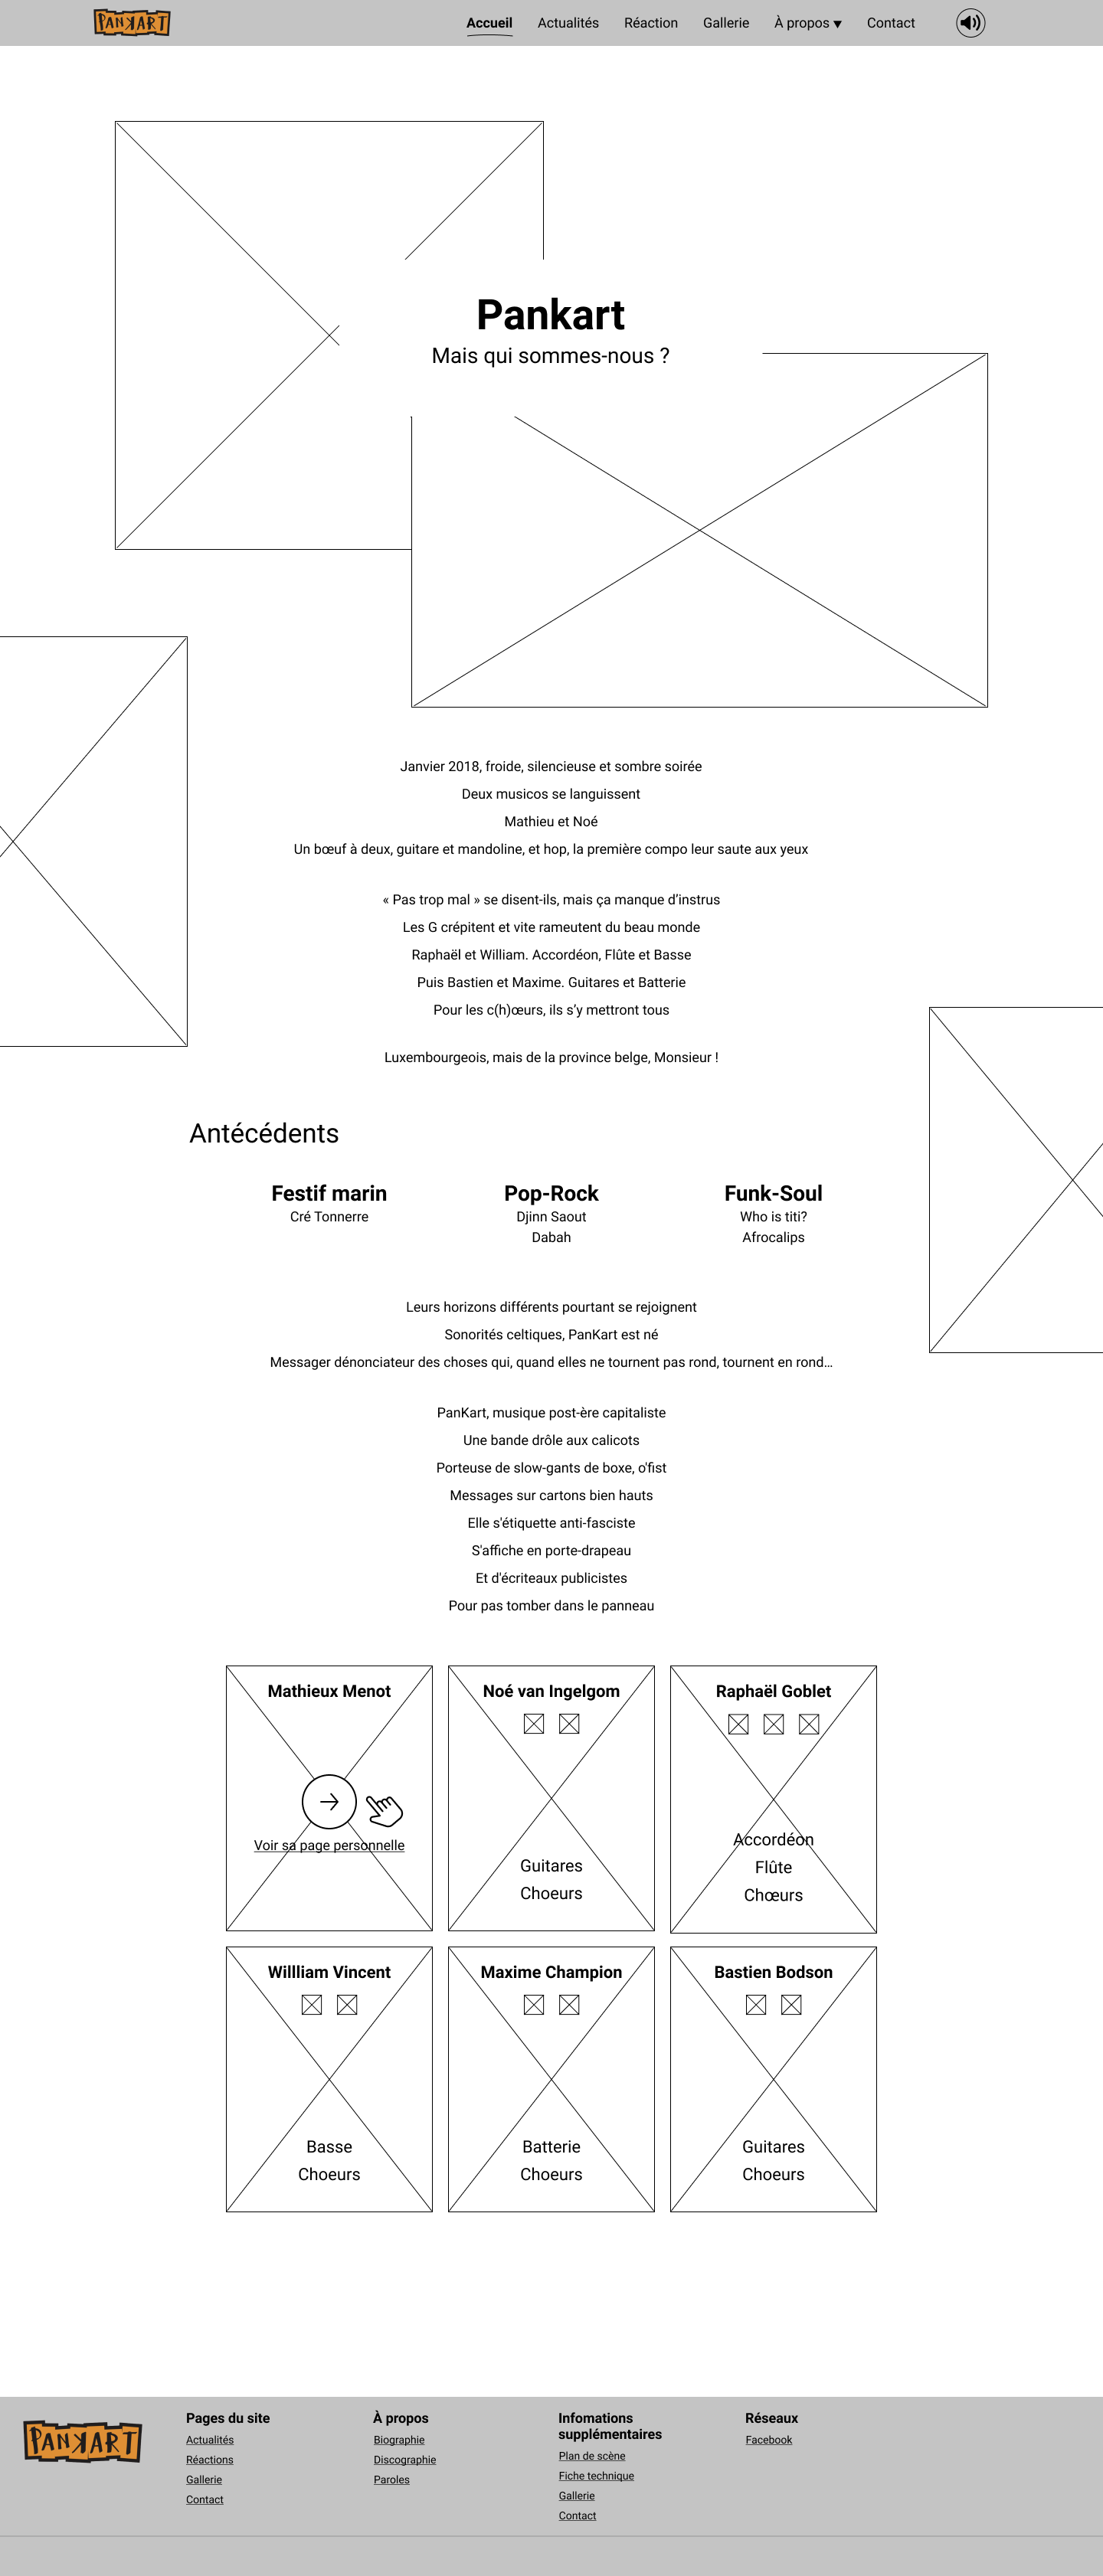 PANKART
Accueil
Actualités
Réaction
Gallerie
À propos
Contact
Pankart
Mais qui sommes-nous ?
Janvier 2018, froide, silencieuse et sombre soirée
Deux musicos se languissent
Mathieu et Noé
Un bœuf à deux, guitare et mandoline, et hop, la première compo leur saute aux yeux
« Pas trop mal » se disent-ils, mais ça manque d’instrus
Les G crépitent et vite rameutent du beau monde
Raphaël et William. Accordéon, Flûte et Basse
Puis Bastien et Maxime. Guitares et Batterie
Pour les c(h)œurs, ils s’y mettront tous
Luxembourgeois, mais de la province belge, Monsieur !
Antécédents
Festif marin
Cré Tonnerre
Pop-Rock
Djinn Saout
Dabah
Funk-Soul
Who is titi?
Afrocalips
Leurs horizons différents pourtant se rejoignent
Sonorités celtiques, PanKart est né
Messager dénonciateur des choses qui, quand elles ne tournent pas rond, tournent en rond…
PanKart, musique post-ère capitaliste
Une bande drôle aux calicots
Porteuse de slow-gants de boxe, o'fist
Messages sur cartons bien hauts
Elle s'étiquette anti-fasciste
S'affiche en porte-drapeau
Et d'écriteaux publicistes
Pour pas tomber dans le panneau
Mathieux Menot
Voir sa page personnelle
Noé van Ingelgom
Guitares
Choeurs
Raphaël Goblet
Accordéon
Flûte
Chœurs
Willliam Vincent
Basse
Choeurs
Maxime Champion
Batterie
Choeurs
Bastien Bodson
Guitares
Choeurs
PANKART
Pages du site
Actualités
Réactions
Gallerie
Contact
À propos
Biographie
Discographie
Paroles
Infomations
supplémentaires
Plan de scène
Fiche technique
Gallerie
Contact
Réseaux
Facebook